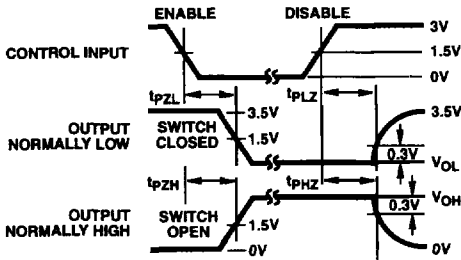 ENABLE DISABLE
3V
CONTROL INPUT 1.5V
0V
tPZL tPLZ
3.5V 3.5V
OUTPUT NORMALLY LOW
SWITCH CLOSED
1.5V
0.3V
VOL
tPZH tPHZ
VOH
0.3V
OUTPUT NORMALLY HIGH
SWITCH OPEN
1.5V
0V 0V